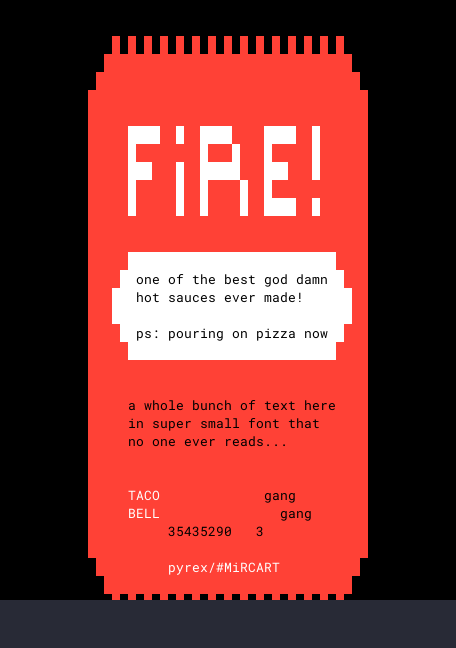 FiRE!
one of the best god damn
hot sauces ever made!
ps: pouring on pizza now
a whole bunch of text here
in super small font that
no one ever reads...
TACO gang
BELL gang
35435290 3
pyrex/#MiRCART